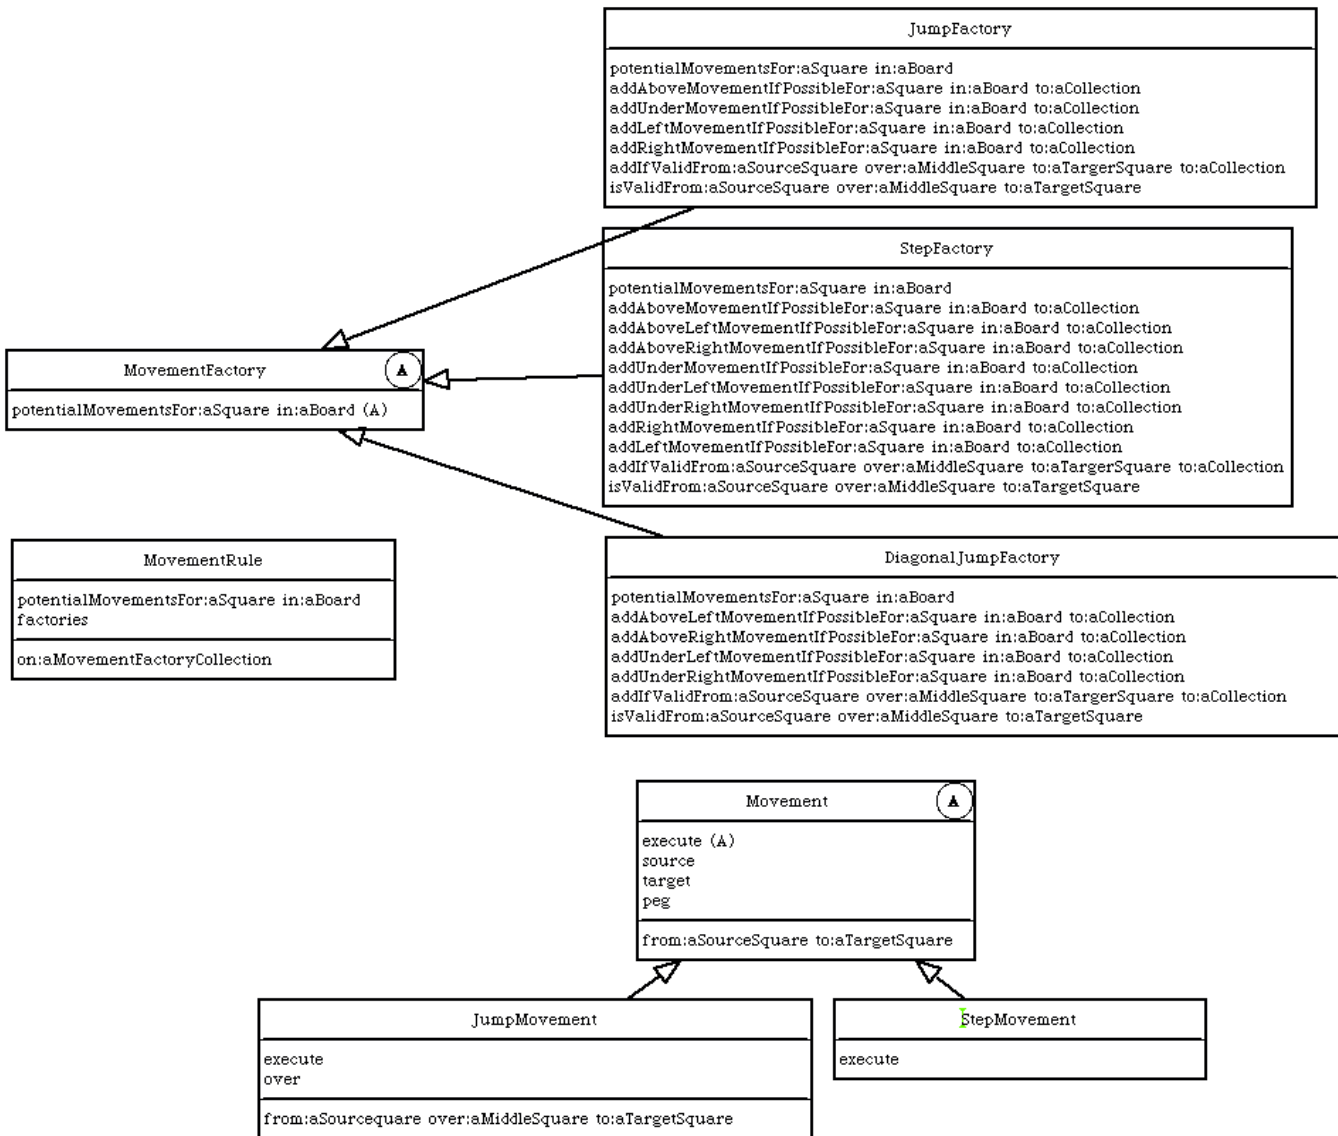 JumpFactory
potentialMovementsFor:aSquare in:aBoard
addAboveMovementIfPossibleFor:aSquare in:aBoard to:aCollection
addUnderMovementIfPossibleFor:aSquare in:aBoard to:aCollection
addLeftMovementIfPossibleFor:aSquare in:aBoard to:aCollection
addRightMovementIfPossibleFor:aSquare in:aBoard to:aCollection
addIfValidFrom:aSourceSquare over:aMiddleSquare to:aTargerSquare to:aCollection
isValidFrom:aSourceSquare over:aMiddleSquare to:aTargetSquare
StepFactory
potentialMovementsFor:aSquare in:aBoard
addAboveMovementIfPossibleFor:aSquare in:aBoard to:aCollection
addAboveLeftMovementIfPossibleFor:aSquare in:aBoard to:aCollection
addAboveRightMovementIfPossibleFor:aSquare in:aBoard to:aCollection
addUnderMovementIfPossibleFor:aSquare in:aBoard to:aCollection
addUnderLeftMovementIfPossibleFor:aSquare in:aBoard to:aCollection
addUnderRightMovementIfPossibleFor:aSquare in:aBoard to:aCollection
addRightMovementIfPossibleFor:aSquare in:aBoard to:aCollection
addLeftMovementIfPossibleFor:aSquare in:aBoard to:aCollection
addIfValidFrom:aSourceSquare over:aMiddleSquare to:aTargerSquare to:aCollection
isValidFrom:aSourceSquare over:aMiddleSquare to:aTargetSquare
MovementFactory
A
potentialMovementsFor:aSquare in:aBoard (A)
MovementRule
potentialMovementsFor:aSquare in:aBoard
factories
on:aMovementFactoryCollection
DiagonalJumpFactory
potentialMovementsFor:aSquare in:aBoard
addAboveLeftMovementIfPossibleFor:aSquare in:aBoard to:aCollection
addAboveRightMovementIfPossibleFor:aSquare in:aBoard to:aCollection
addUnderLeftMovementIfPossibleFor:aSquare in:aBoard to:aCollection
addUnderRightMovementIfPossibleFor:aSquare in:aBoard to:aCollection
addIfValidFrom:aSourceSquare over:aMiddleSquare to:aTargerSquare to:aCollection
isValidFrom:aSourceSquare over:aMiddleSquare to:aTargetSquare
Movement
A
execute (A)
source
target
peg
from:aSourceSquare to:aTargetSquare
JumpMovement
execute
over
from:aSourcequare over:aMiddleSquare to:aTargetSquare
StepMovement
execute